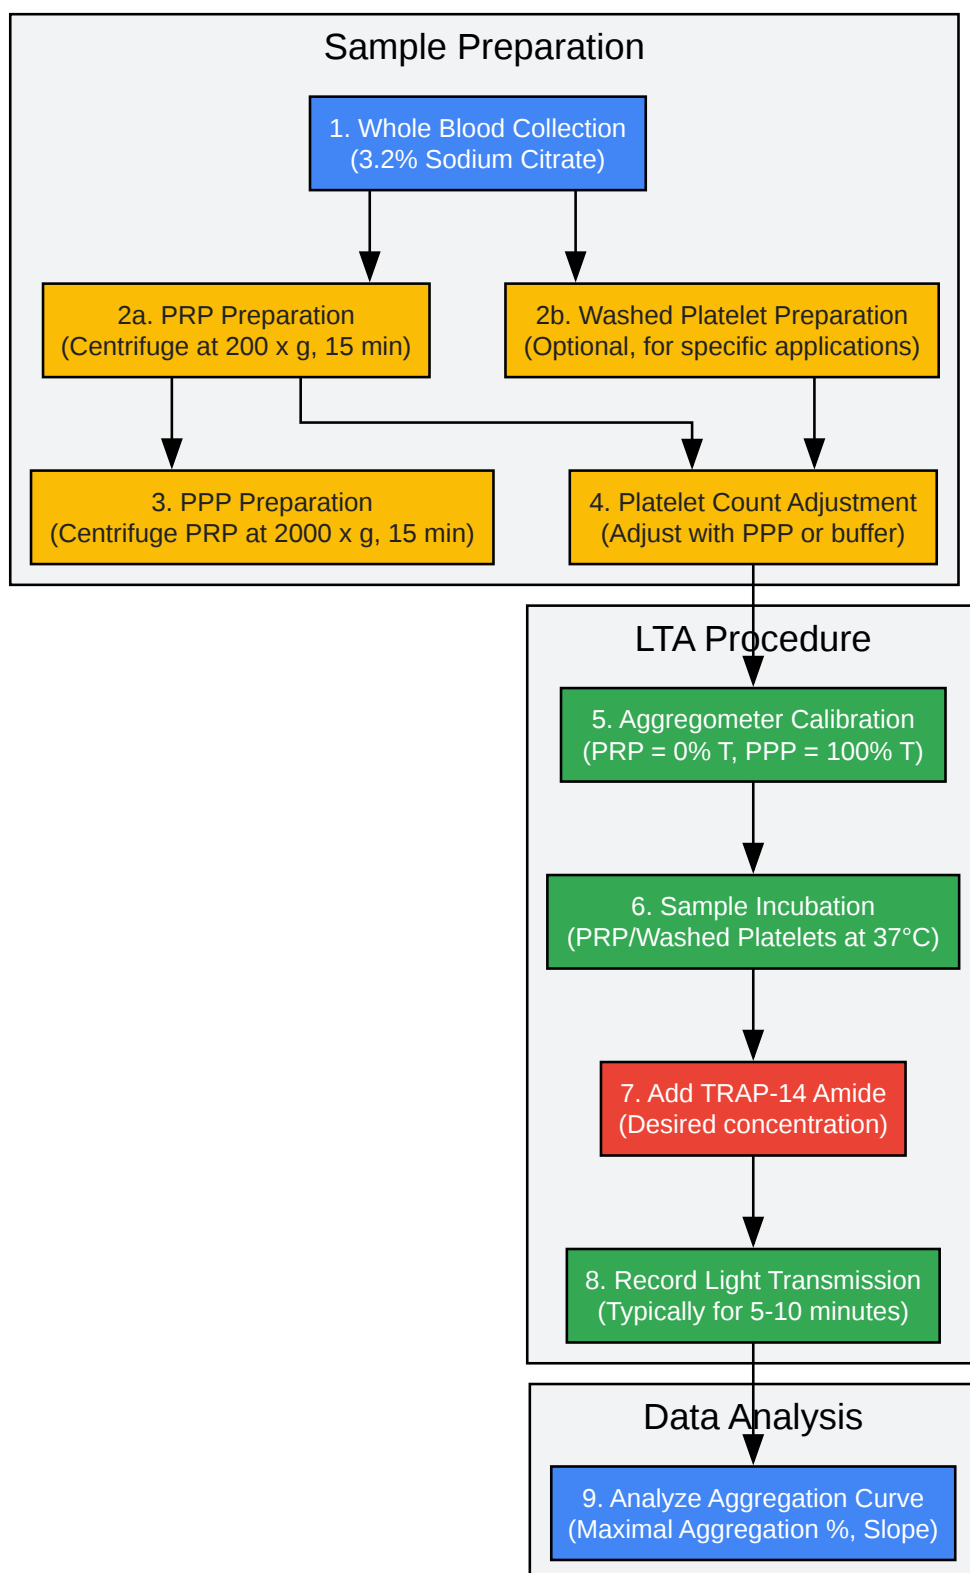 Sample Preparation
1. Whole Blood Collection
(3.2% Sodium Citrate)
2a. PRP Preparation
(Centrifuge at 200 x g, 15 min)
2b. Washed Platelet Preparation
(Optional, for specific applications)
3. PPP Preparation
(Centrifuge PRP at 2000 x g, 15 min)
4. Platelet Count Adjustment
(Adjust with PPP or buffer)
LTA Procedure
5. Aggregometer Calibration
(PRP = 0% T, PPP = 100% T)
6. Sample Incubation
(PRP/Washed Platelets at 37°C)
7. Add TRAP-14 Amide
(Desired concentration)
8. Record Light Transmission
(Typically for 5-10 minutes)
Data Analysis
9. Analyze Aggregation Curve
(Maximal Aggregation %, Slope)